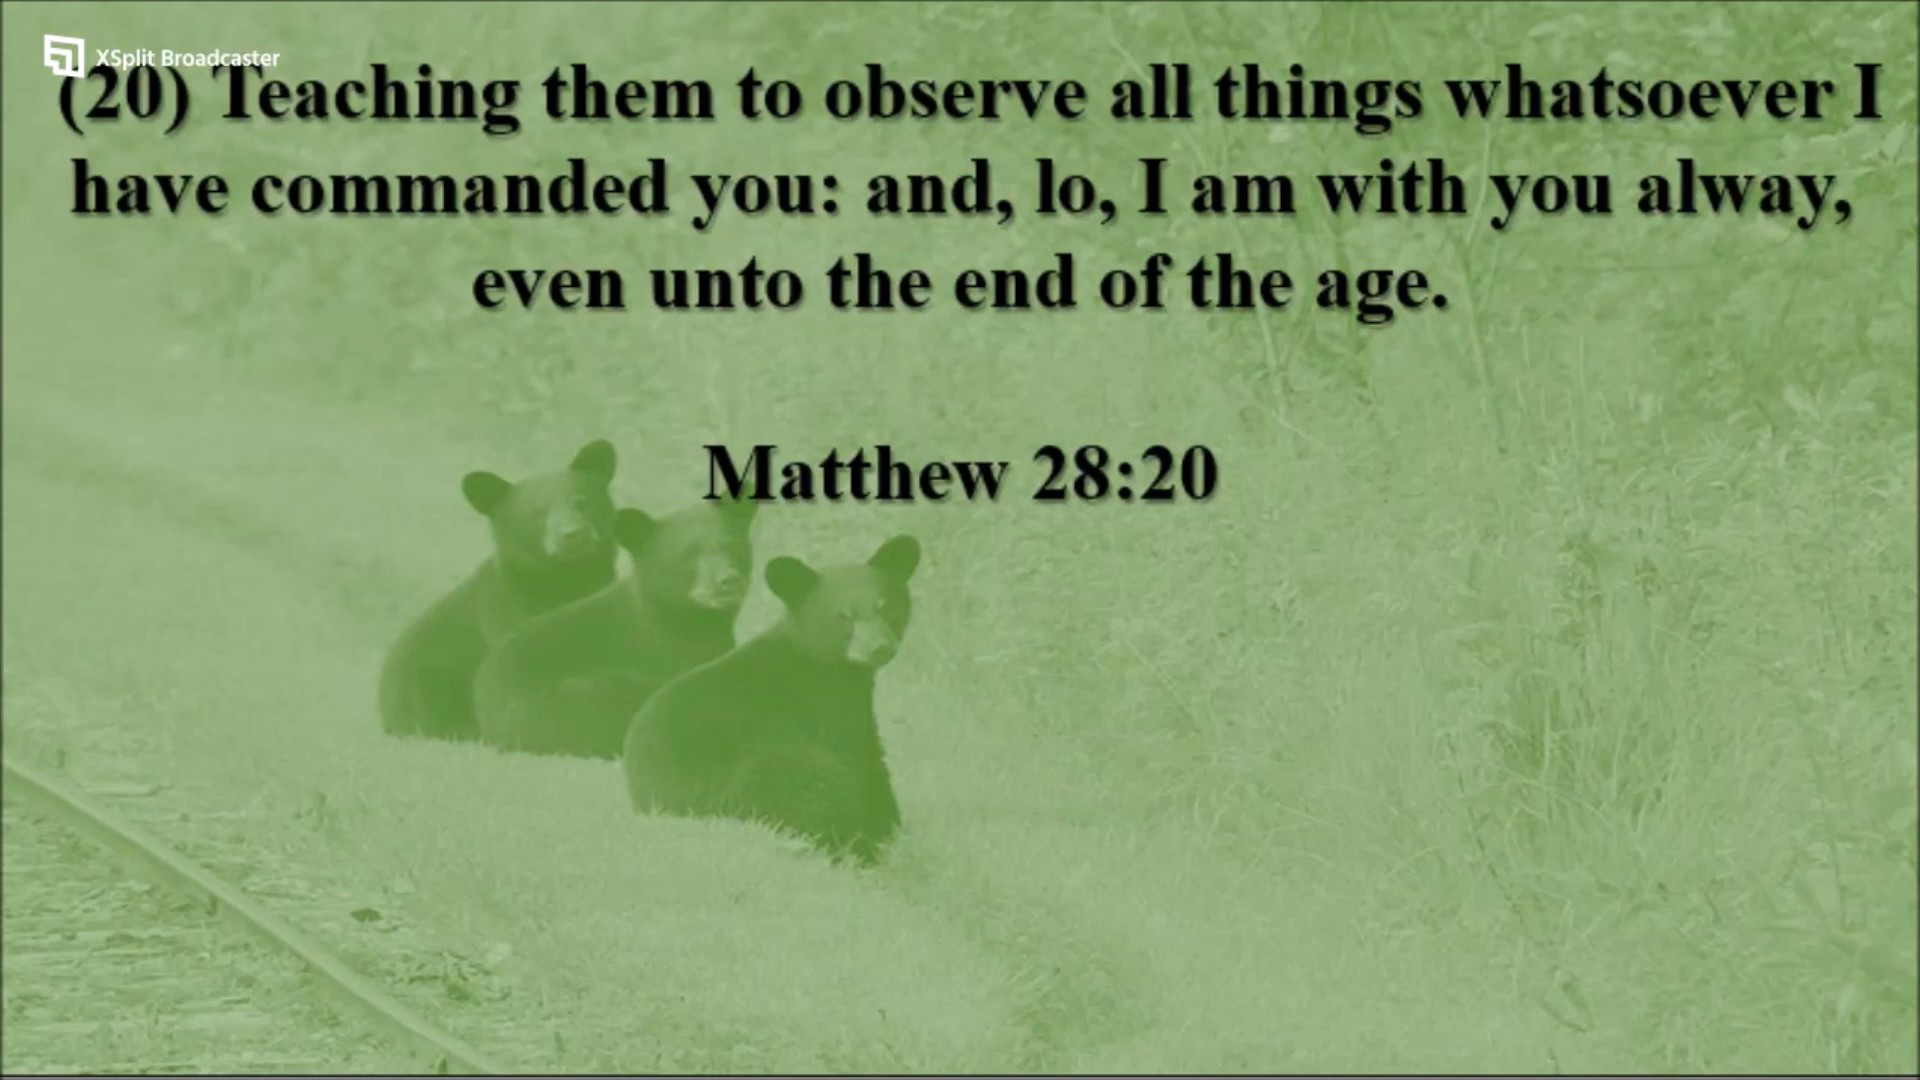 XSplit Broadcaster
(20) Teaching them to observe all things whatsoever I
have commanded you: and, lo, I am with you alway,
even unto the end of the age.
Matthew 28:20